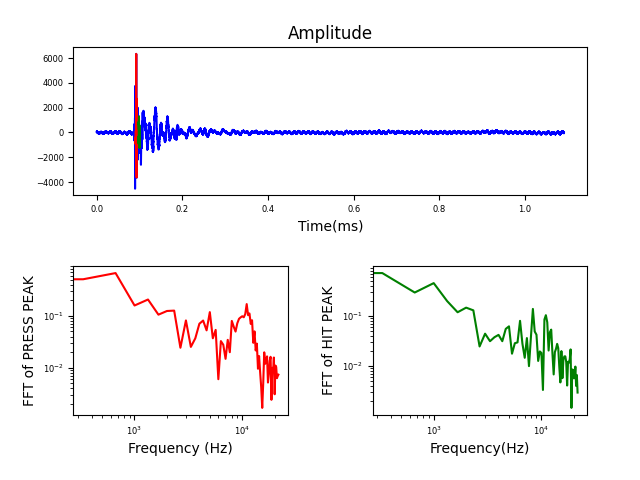 Amplitude
6000
4000
2000
0
−2000
−4000
0.0 0.2 0.4 0.6 0.8 1.0
Time(ms)
FFT of PRESS PEAK
10⁻¹
10⁻²
10³ 10⁴
Frequency (Hz)
FFT of HIT PEAK
10⁻¹
10⁻²
10³ 10⁴
Frequency(Hz)